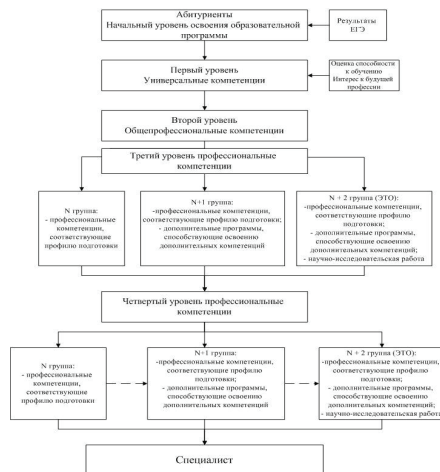 Абитуриенты
Начальный уровень освоения образовательной
программы
Результаты
ЕГЭ
Первый уровень
Универсальные компетенции
Оценка способности
к обучению
Интерес к будущей
профессии
Второй уровень
Общепрофессиональные компетенции
Третий уровень профессиональные
компетенции
N группа:
- профессиональные
компетенции,
соответствующие
профилю подготовки
N+1 группа:
-профессиональные компетенции,
соответствующие профилю
подготовки;
- дополнительные программы,
способствующие освоению
дополнительных компетенций
N + 2 группа (ЭТО):
-профессиональные компетенции,
соответствующие профилю
подготовки;
- дополнительные программы,
способствующие освоению
дополнительных компетенций;
- научно-исследовательская работа
Четвертый уровень профессиональные
компетенции
N группа:
- профессиональные
компетенции,
соответствующие
профилю подготовки
N+1 группа:
-профессиональные компетенции,
соответствующие профилю
подготовки;
- дополнительные программы,
способствующие освоению
дополнительных компетенций
N + 2 группа (ЭТО):
-профессиональные компетенции,
соответствующие профилю
подготовки;
- дополнительные программы,
способствующие освоению
дополнительных компетенций;
- научно-исследовательская работа
Специалист